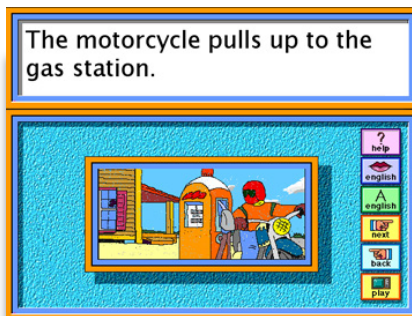 The motorcycle pulls up to the
gas station.
?
help
english
A
english
next
back
play